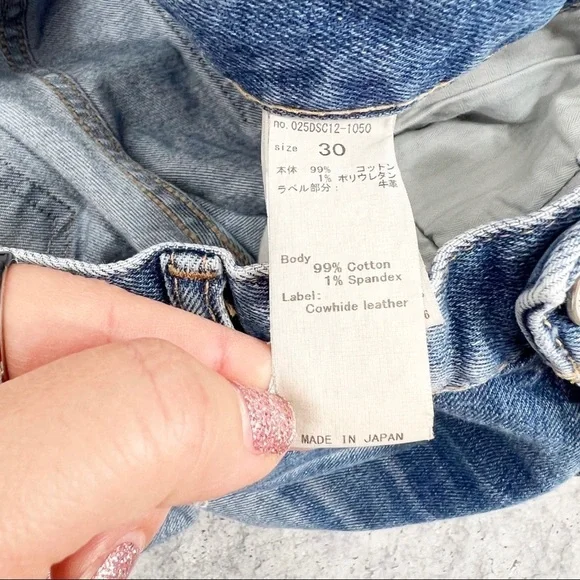 no.025DSC12-1050
size 30
本体 99% コットン
1% ポリウレタン
ラベル部分: 牛革
Body
99% Cotton
1% Spandex
Label:
Cowhide leather
6
MADE IN JAPAN